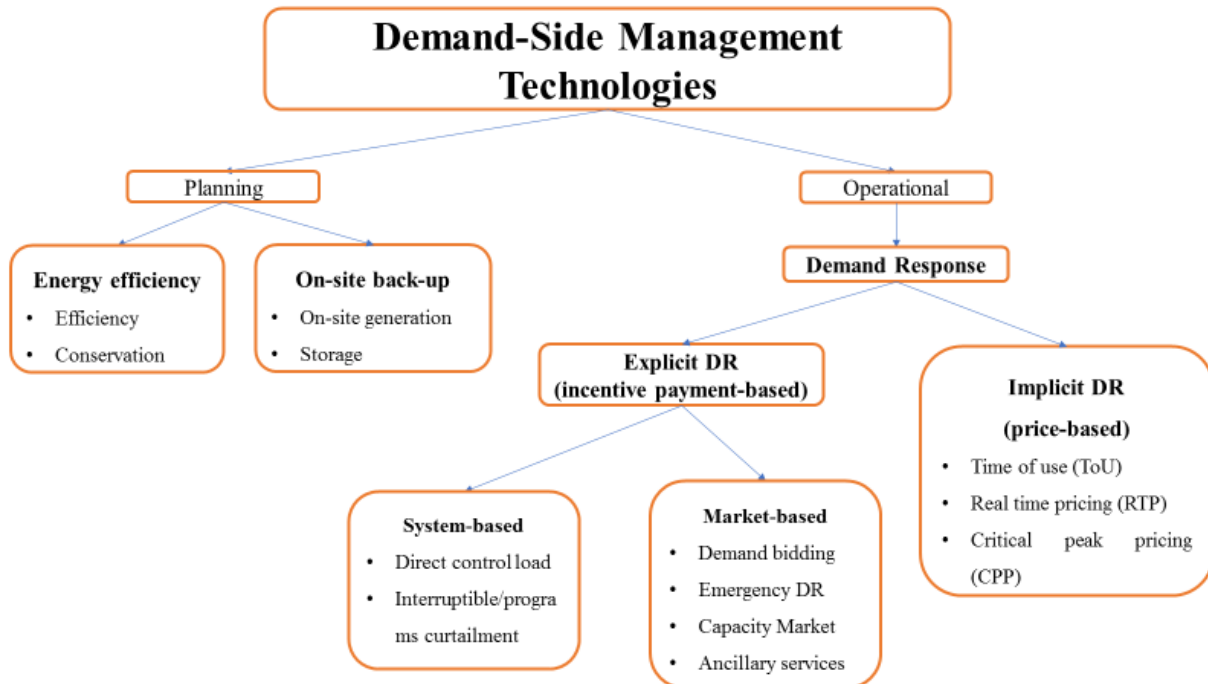 Demand-Side Management
Technologies
Planning
Operational
Energy efficiency
• Efficiency
• Conservation
On-site back-up
• On-site generation
• Storage
Demand Response
Explicit DR
(incentive payment-based)
Implicit DR
(price-based)
• Time of use (ToU)
• Real time pricing (RTP)
• Critical peak pricing
(CPP)
System-based
• Direct control load
• Interruptible/progra
ms curtailment
Market-based
• Demand bidding
• Emergency DR
• Capacity Market
• Ancillary services